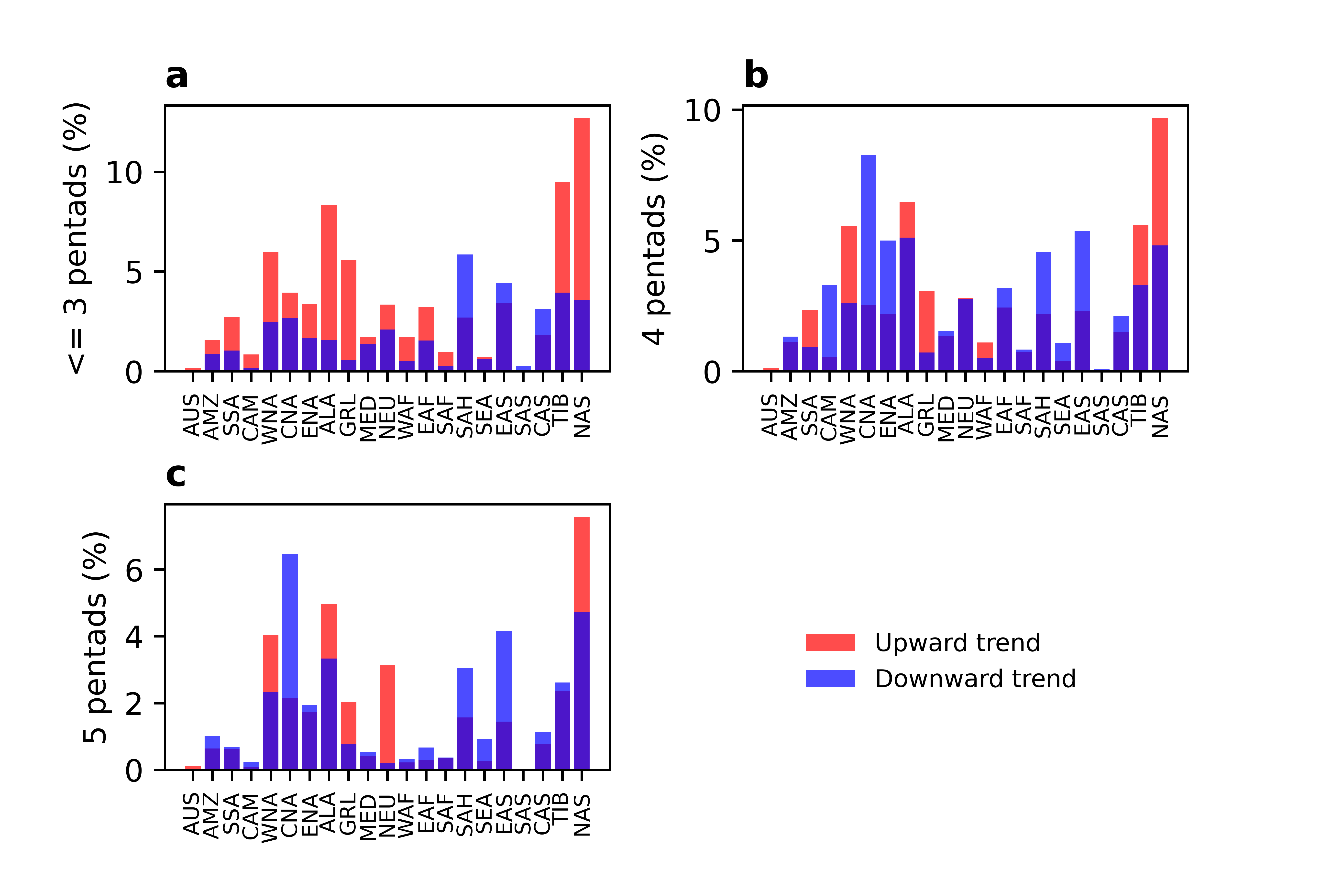 a
<= 3 pentads (%)
10
5
0
AUS AMZ SSA CAM WNA CNA ENA ALA GRL MED NEU WAF EAF SAF SAH SEA EAS SAS CAS TIB NAS
b
4 pentads (%)
10
5
0
AUS AMZ SSA CAM WNA CNA ENA ALA GRL MED NEU WAF EAF SAF SAH SEA EAS SAS CAS TIB NAS
c
5 pentads (%)
6
4
2
0
AUS AMZ SSA CAM WNA CNA ENA ALA GRL MED NEU WAF EAF SAF SAH SEA EAS SAS CAS TIB NAS
Upward trend
Downward trend